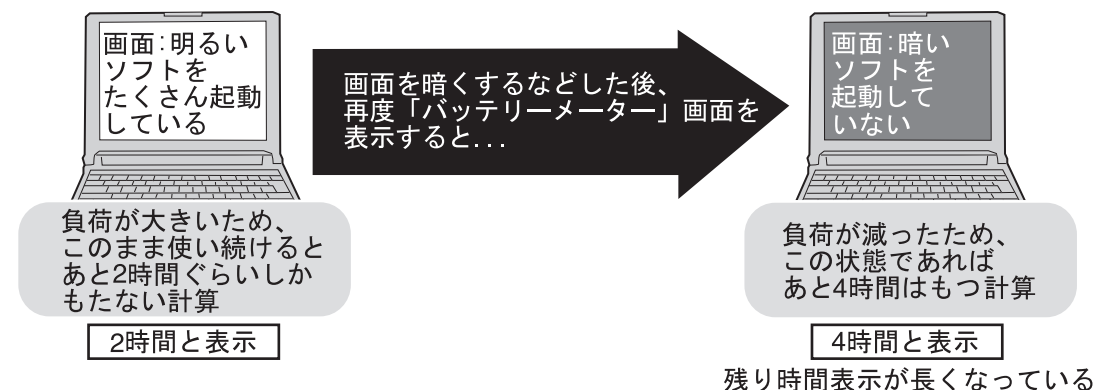 画面:明るい
ソフトを
たくさん起動
している
画面を暗くするなどした後、
再度「バッテリーメーター」画面を
表示すると...
画面:暗い
ソフトを
起動して
いない
負荷が大きいため、
このまま使い続けると
あと2時間ぐらいしか
もたない計算
2時間と表示
負荷が減ったため、
この状態であれば
あと4時間はもつ計算
4時間と表示
残り時間表示が長くなっている